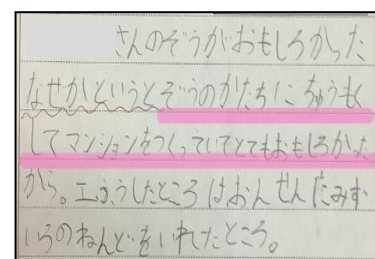 さんのぞうがおもしろかった
なぜかというとぞうのかたちにちゅうもく
してマンションをつくっていてとてもおもしろかった
から。工ふうしたところはおんせんにみず
いろのねんどをいれたところ。